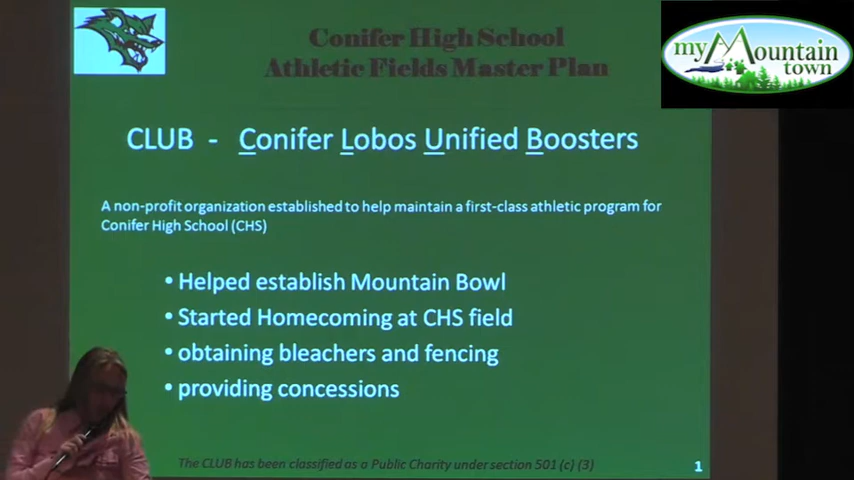 Conifer High School
Athletic Fields Master Plan
my Mountain
town
CLUB - Conifer Lobos Unified Boosters
A non-profit organization established to help maintain a first-class athletic program for
Conifer High School (CHS)
• Helped establish Mountain Bowl
• Started Homecoming at CHS field
• obtaining bleachers and fencing
• providing concessions
The CLUB has been classified as a Public Charity under section 501 (c) (3)
1